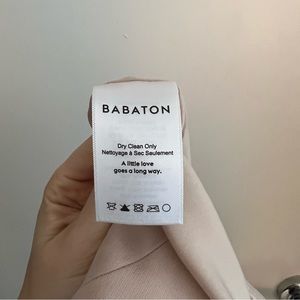 BABATON
Dry Clean Only
Nettoyage à Sec Seulement
A little love
goes a long way.